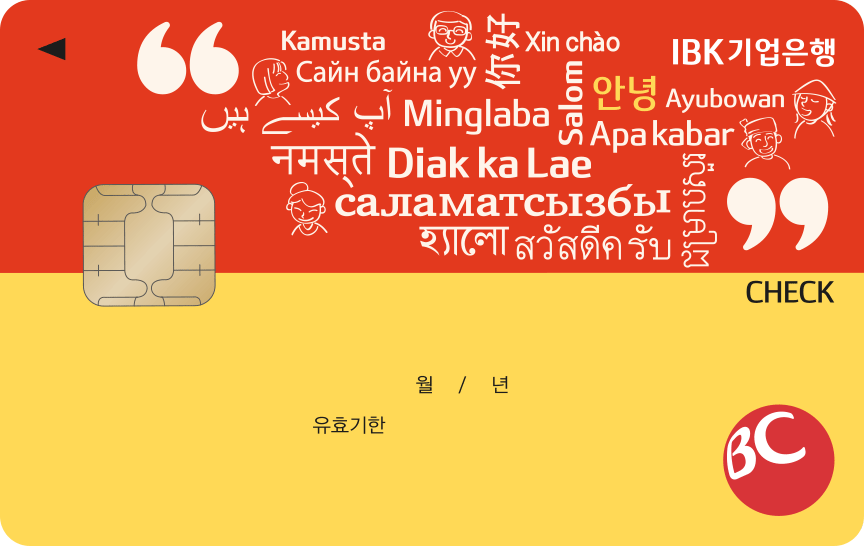 Kamusta
你好
Xin chào
IBK기업은행
Сайн байна уу
Salom
안녕
Ayubowan
آپ کیسے ہیں
Minglaba
Apa kabar
नमस्ते
Diak ka Lae
саламатсызбы
হ্যালো
สวัสดีครับ
CHECK
월 / 년
유효기한
BC